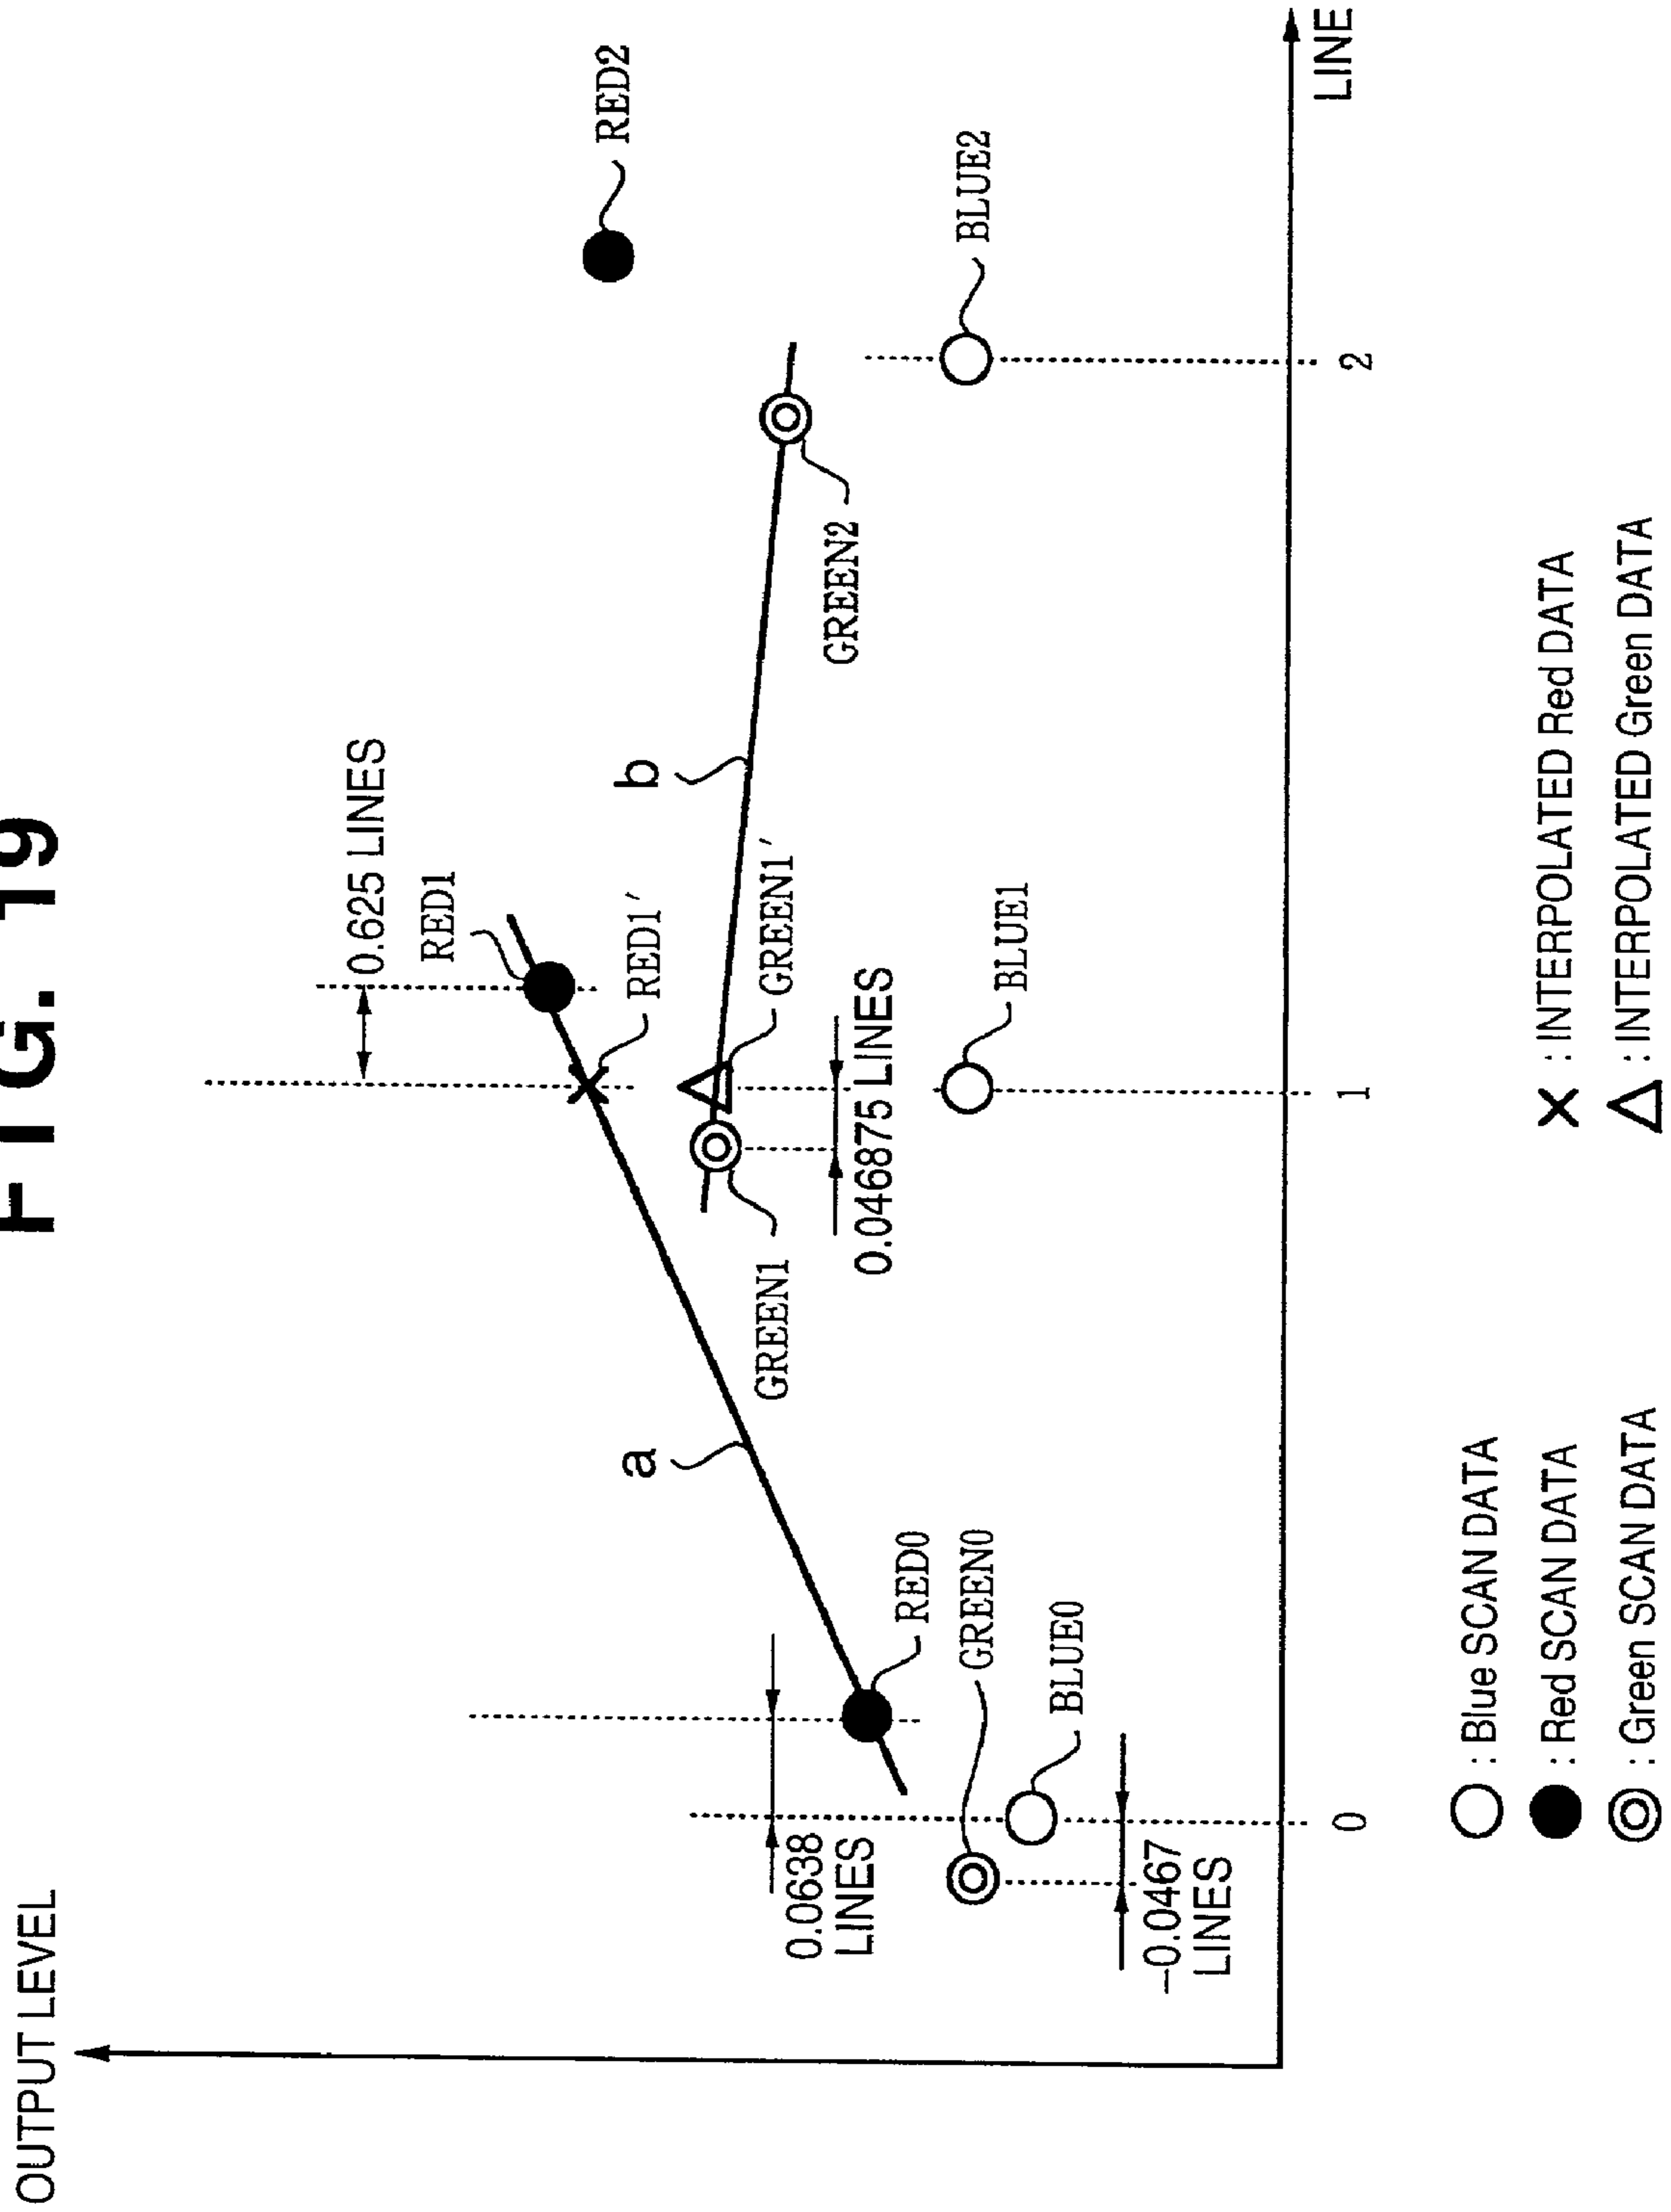 FIG. 19
OUTPUT LEVEL
0.625 LINES
RED1
RED1′
RED2
a
b
GREEN1′
GREEN1
0.046875 LINES
GREEN2
0.0638
LINES
RED0
GREEN0
BLUE0
BLUE1
BLUE2
−0.0467
LINES
0
1
2
LINE
: Blue SCAN DATA
: Red SCAN DATA
: Green SCAN DATA
: INTERPOLATED Red DATA
: INTERPOLATED Green DATA